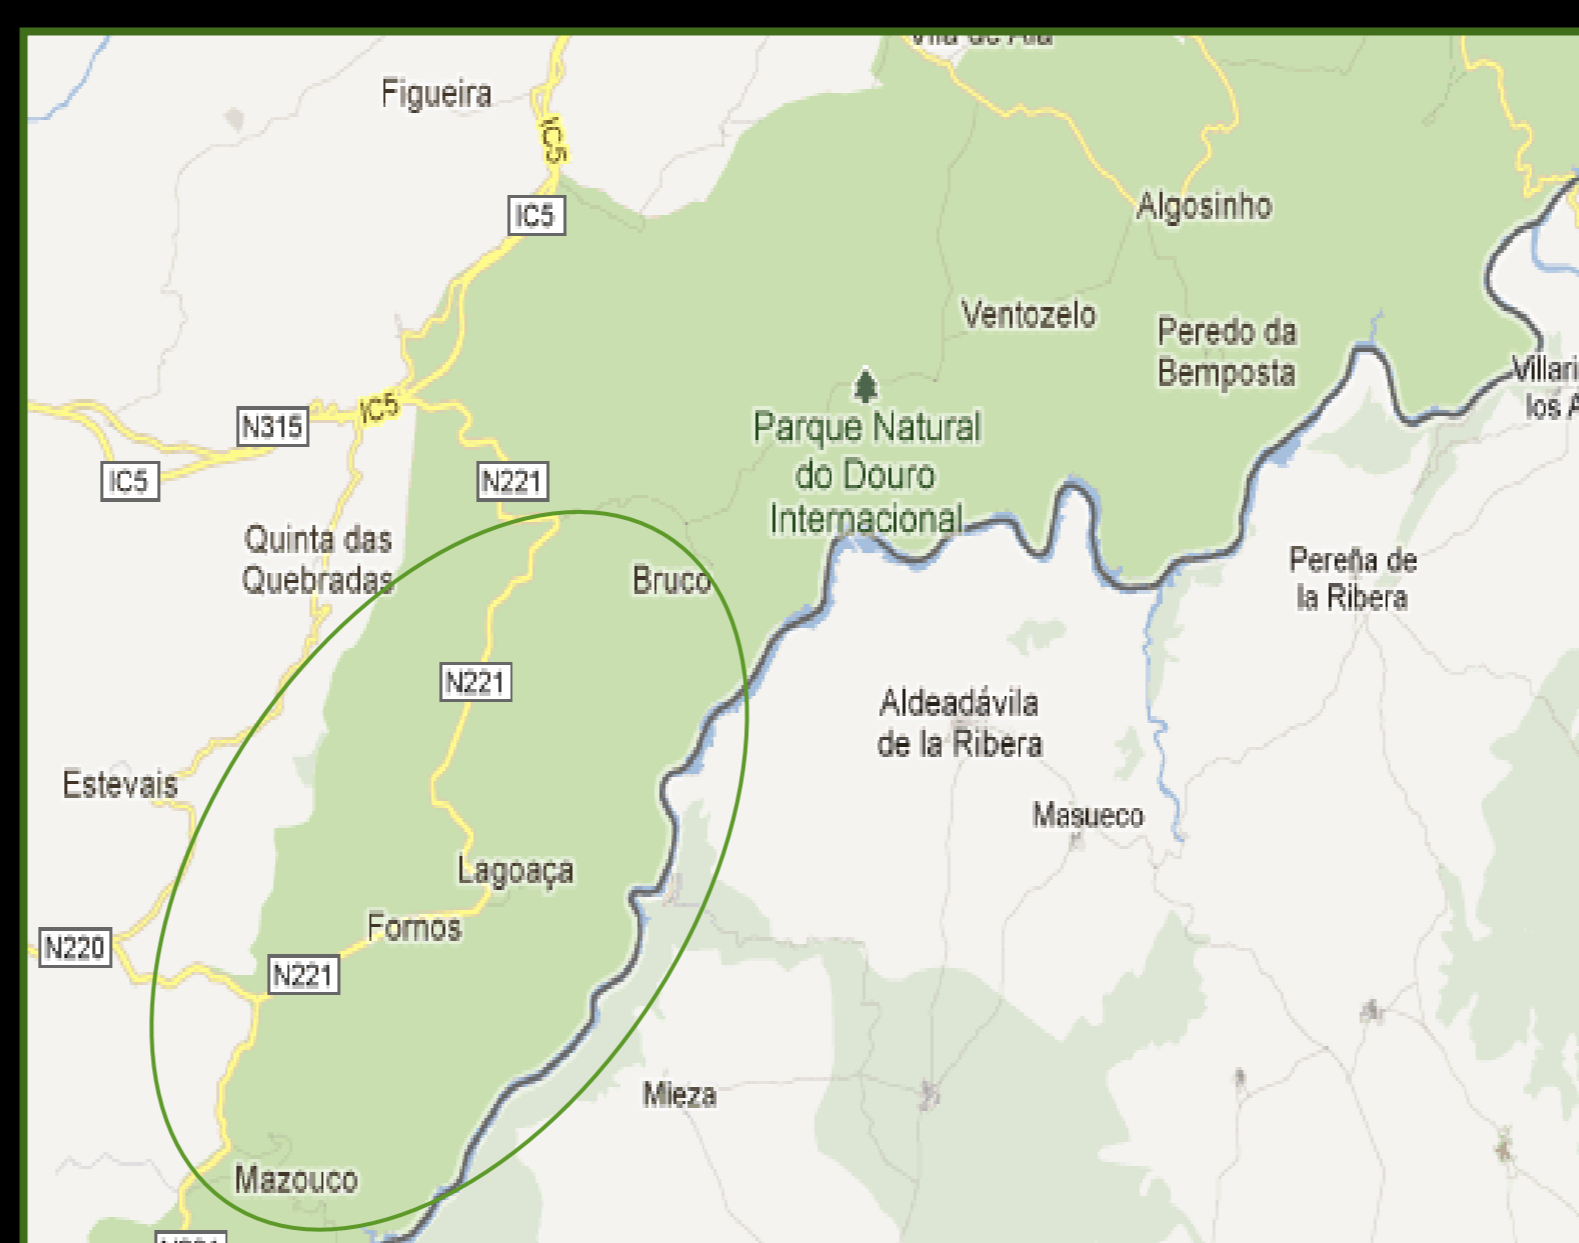 Figueira
IC5
IC5
Algosinho
Ventozelo
Peredo da
Bemposta
IC5
N315
IC5
N221
Parque Natural
do Douro
Internacional
los
Quinta das
Quebradas
Bruco
Pereña de
la Ribera
N221
Aldeadávila
de la Ribera
Estevais
Masueco
Lagoaça
Fornos
N220
N221
Mieza
Mazouco